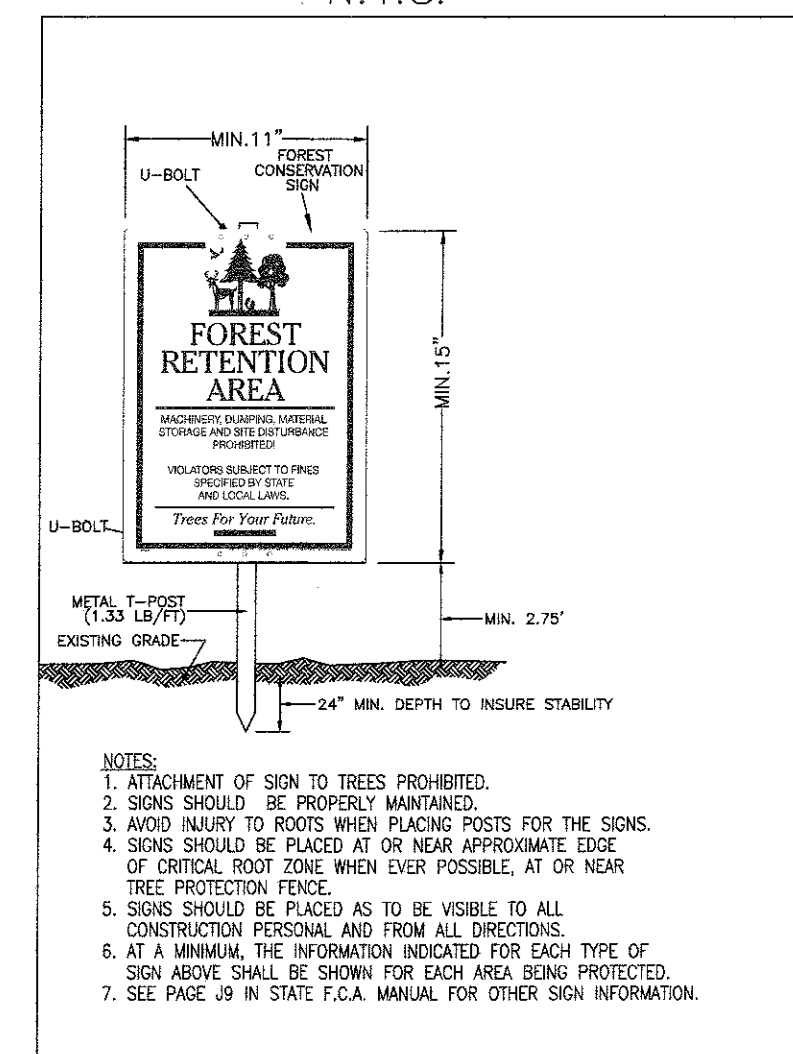 N.T.S.
MIN.11"
FOREST
CONSERVATION
SIGN
U-BOLT
FOREST
RETENTION
AREA
MACHINERY, DUMPING, MATERIAL
STORAGE AND SITE DISTURBANCE
PROHIBITED!
VIOLATORS SUBJECT TO FINES
SPECIFIED BY STATE
AND LOCAL LAWS.
Trees For Your Future.
MIN.15"
U-BOLT
METAL T-POST
(1.33 LB/FT)
EXISTING GRADE
MIN. 2.75'
24" MIN. DEPTH TO INSURE STABILITY
NOTES:
1. ATTACHMENT OF SIGN TO TREES PROHIBITED.
2. SIGNS SHOULD BE PROPERLY MAINTAINED.
3. AVOID INJURY TO ROOTS WHEN PLACING POSTS FOR THE SIGNS.
4. SIGNS SHOULD BE PLACED AT OR NEAR APPROXIMATE EDGE
OF CRITICAL ROOT ZONE WHEN EVER POSSIBLE, AT OR NEAR
TREE PROTECTION FENCE.
5. SIGNS SHOULD BE PLACED AS TO BE VISIBLE TO ALL
CONSTRUCTION PERSONAL AND FROM ALL DIRECTIONS.
6. AT A MINIMUM, THE INFORMATION INDICATED FOR EACH TYPE OF
SIGN ABOVE SHALL BE SHOWN FOR EACH AREA BEING PROTECTED.
7. SEE PAGE J9 IN STATE F.C.A. MANUAL FOR OTHER SIGN INFORMATION.